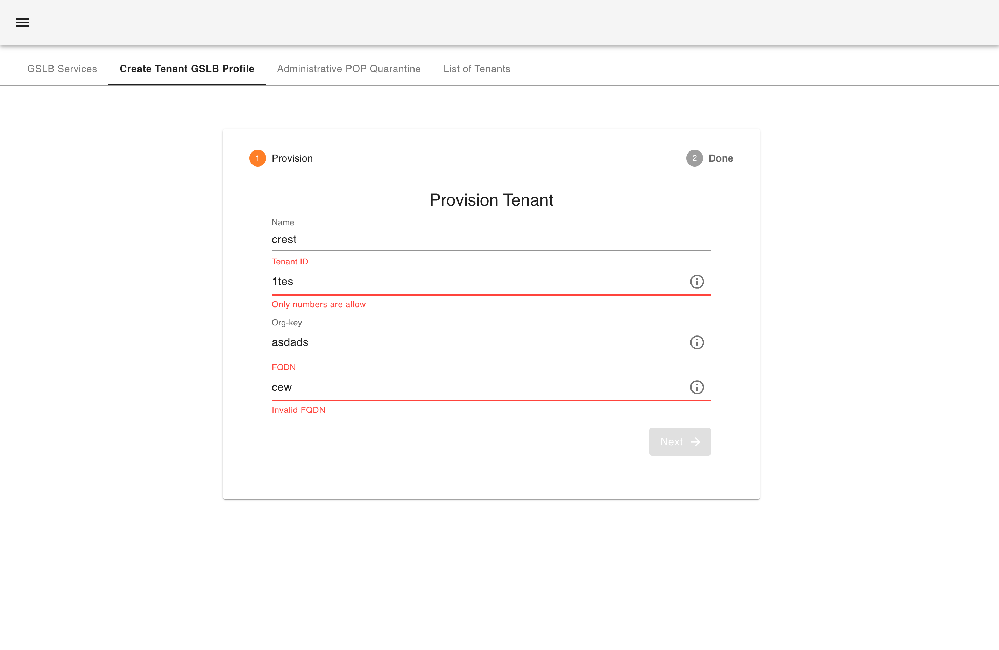 GSLB Services Create Tenant GSLB Profile Administrative POP Quarantine List of Tenants
1 Provision 2 Done
Provision Tenant
Name
crest
Tenant ID
1tes
Only numbers are allow
Org-key
asdads
FQDN
cew
Invalid FQDN
Next